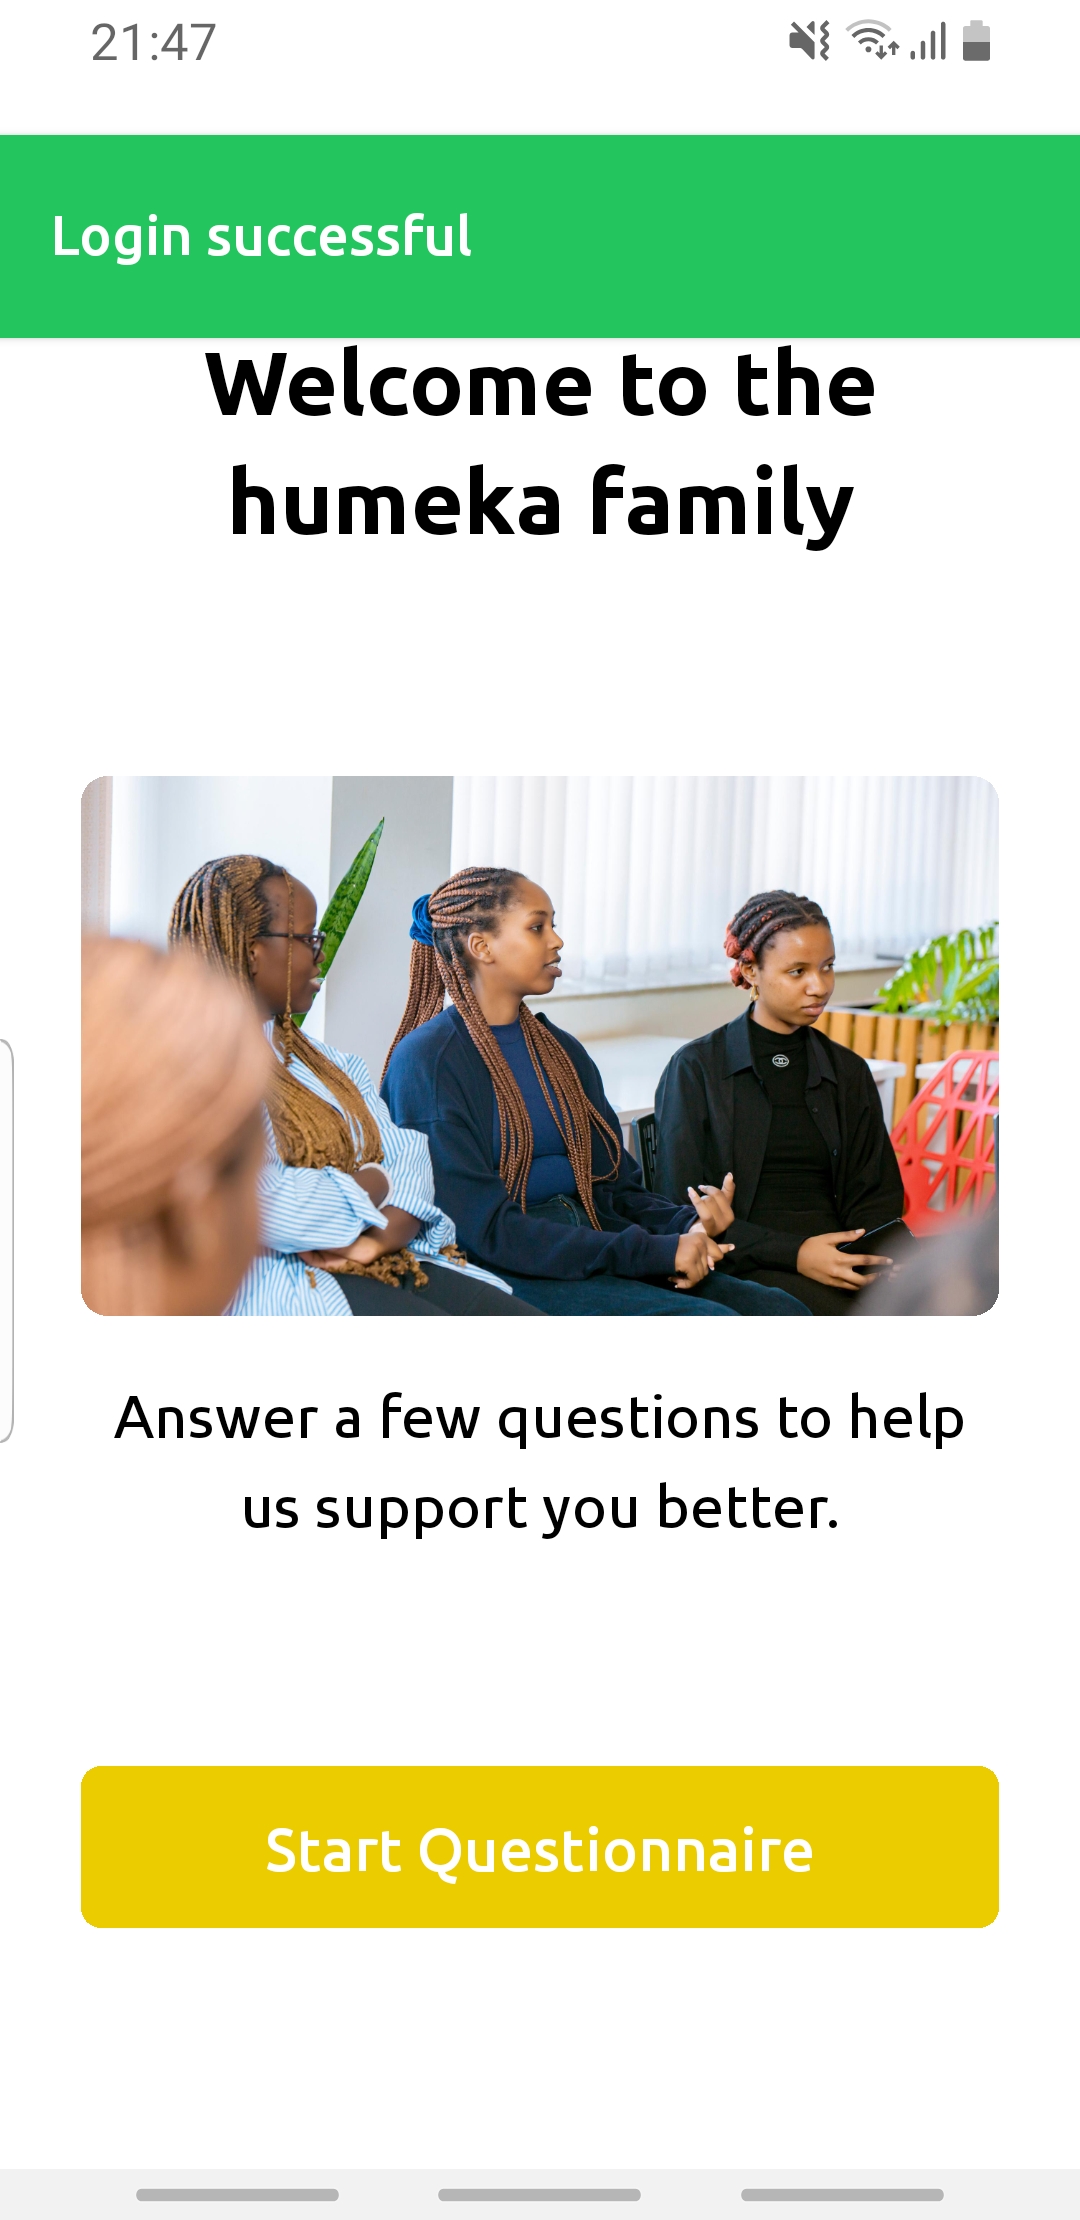 21:47
Login successful
Welcome to the
humeka family
Answer a few questions to help
us support you better.
Start Questionnaire